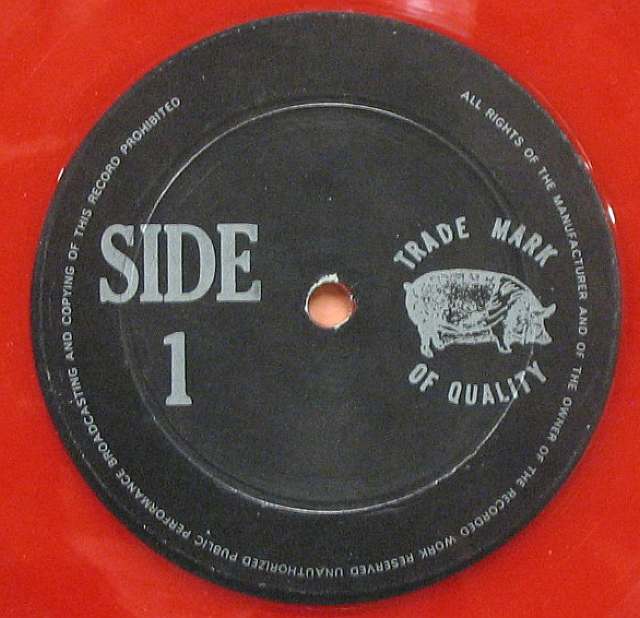 SIDE
1
TRADE MARK
OF QUALITY
ALL RIGHTS OF THE MANUFACTURER AND OF THE OWNER OF THE RECORDED WORK RESERVED UNAUTHORIZED PUBLIC PERFORMANCE BROADCASTING AND COPYING OF THIS RECORD PROHIBITED